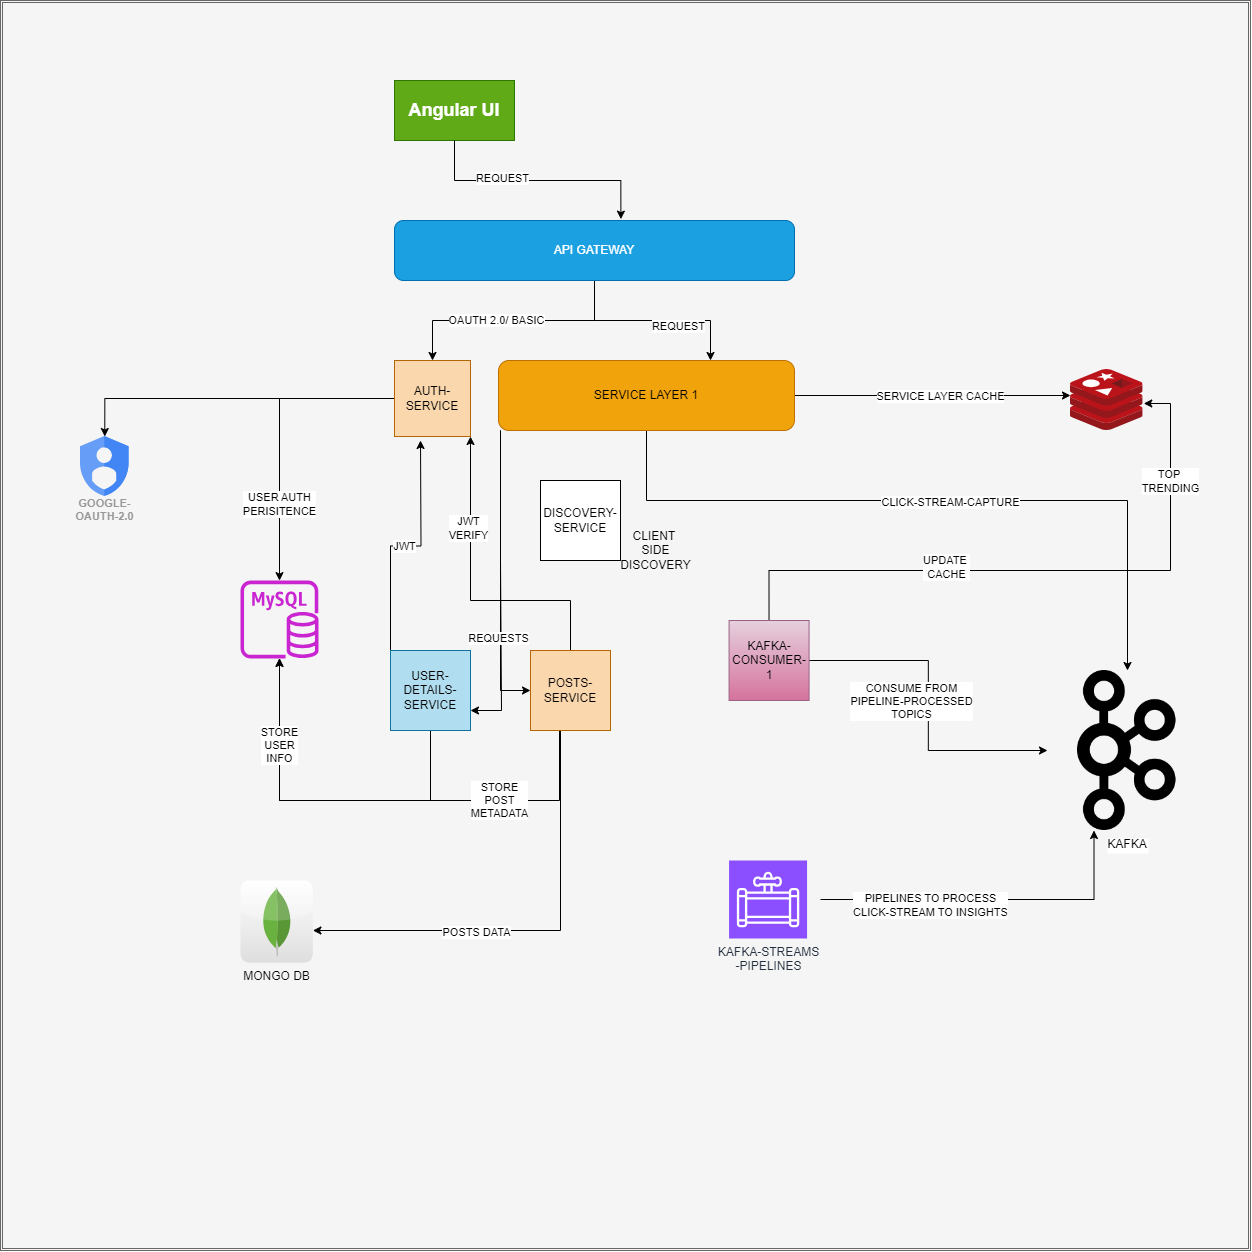 Angular UI
REQUEST
API GATEWAY
OAUTH 2.0/ BASIC
REQUEST
AUTH-
SERVICE
SERVICE LAYER 1
SERVICE LAYER CACHE
TOP
TRENDING
GOOGLE-
OAUTH-2.0
USER AUTH
PERISITENCE
JWT
VERIFY
JWT
DISCOVERY-
SERVICE
CLIENT
SIDE
DISCOVERY
CLICK-STREAM-CAPTURE
UPDATE
CACHE
MySQL
REQUESTS
USER-
DETAILS-
SERVICE
POSTS-
SERVICE
KAFKA-
CONSUMER-
1
CONSUME FROM
PIPELINE-PROCESSED
TOPICS
STORE
USER
INFO
STORE
POST
METADATA
KAFKA
PIPELINES TO PROCESS
CLICK-STREAM TO INSIGHTS
POSTS DATA
KAFKA-STREAMS
-PIPELINES
MONGO DB